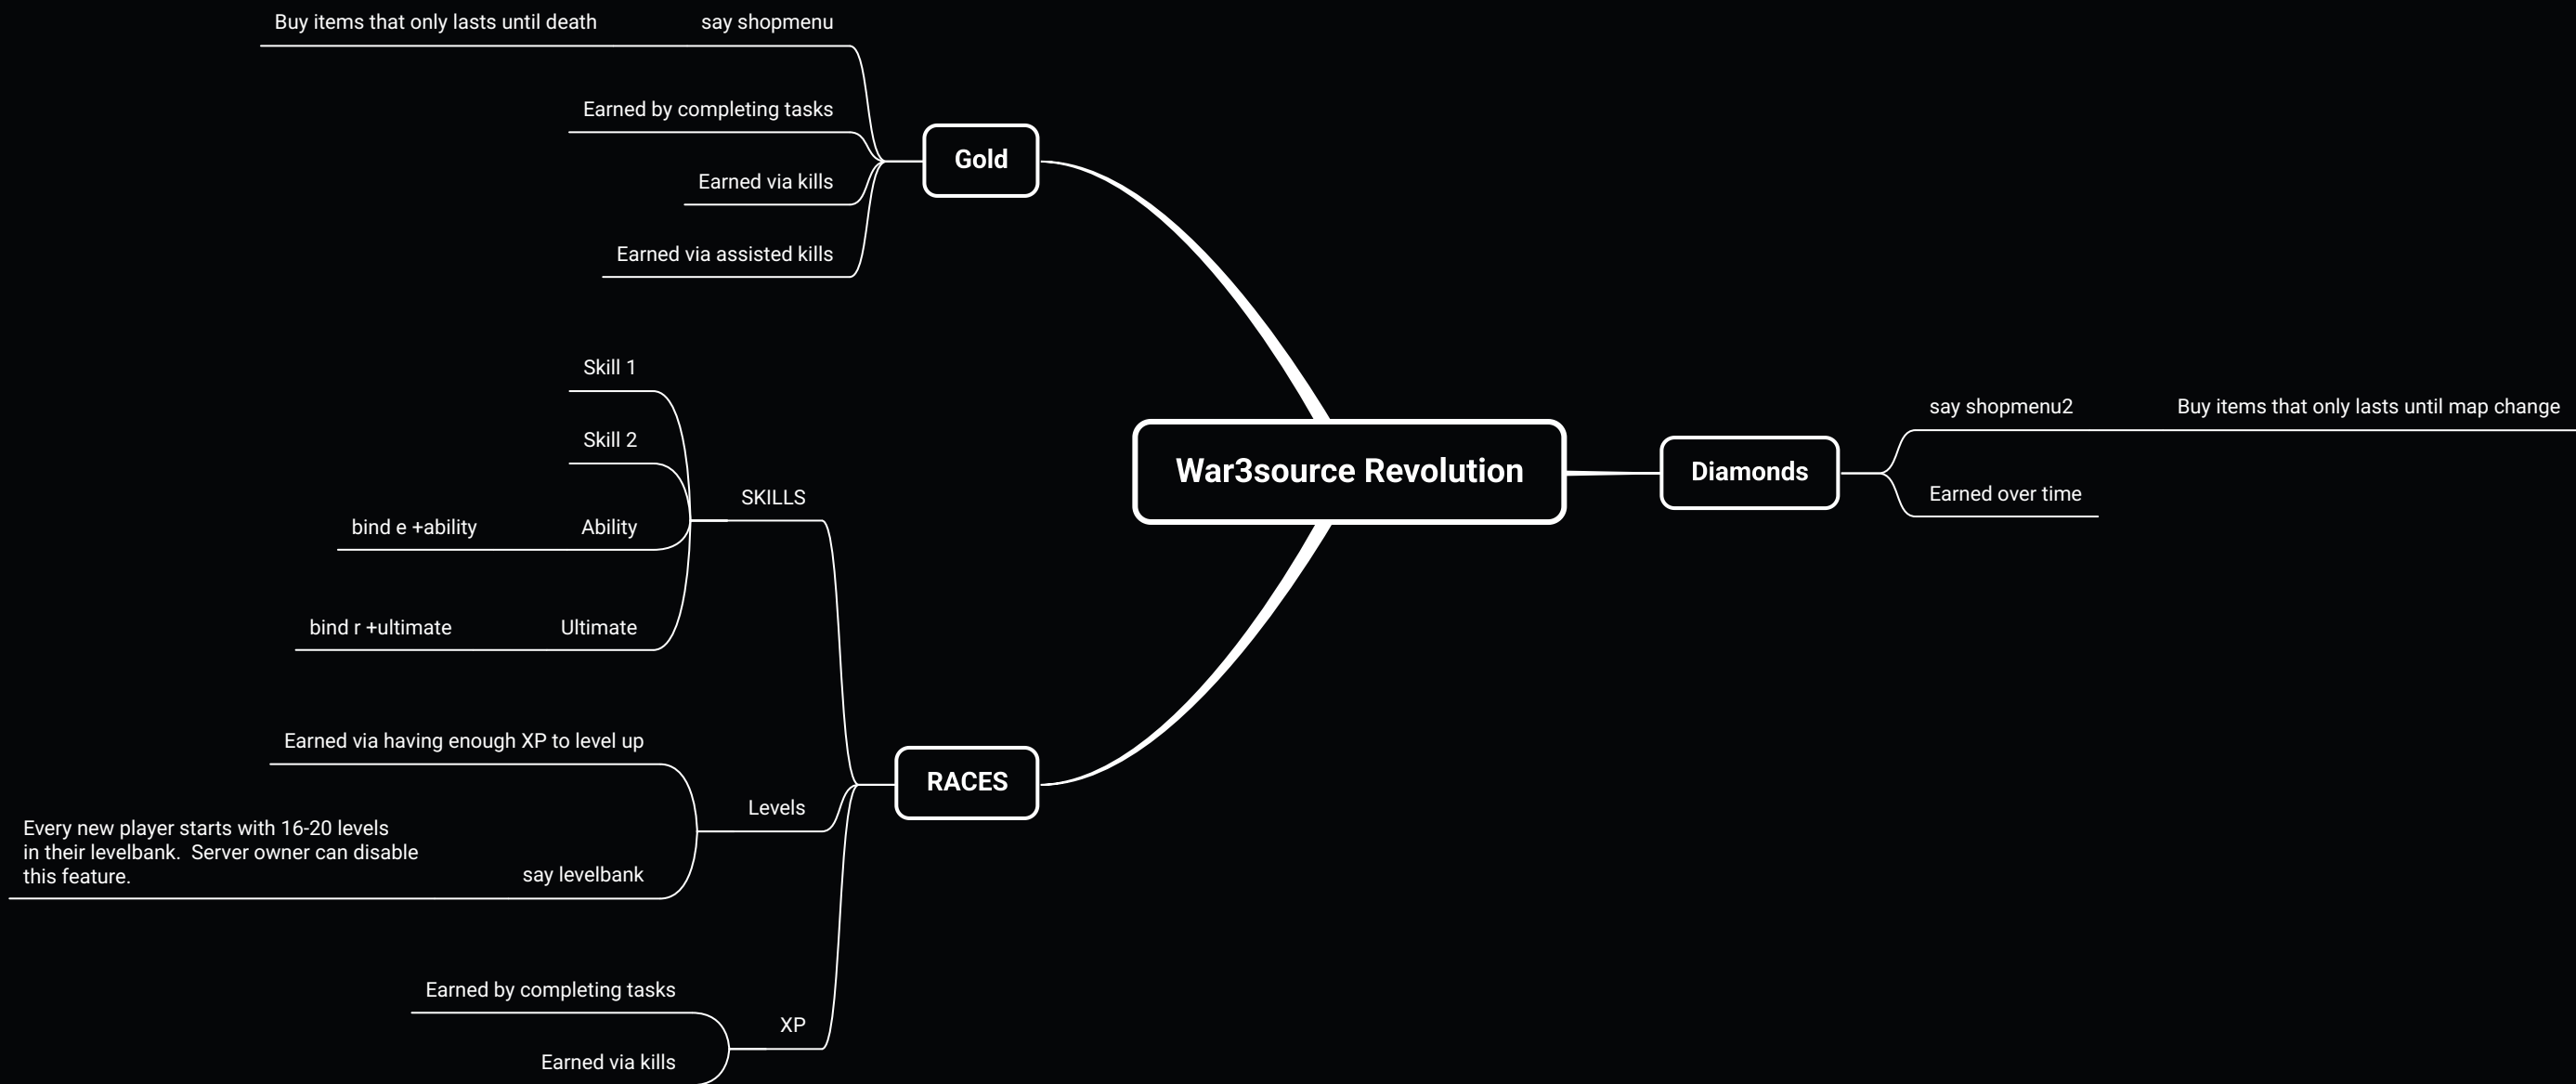 War3source Revolution
Gold
say shopmenu
Buy items that only lasts until death
Earned by completing tasks
Earned via kills
Earned via assisted kills
Diamonds
say shopmenu2
Buy items that only lasts until map change
Earned over time
RACES
SKILLS
Skill 1
Skill 2
Ability
bind e +ability
Ultimate
bind r +ultimate
Levels
Earned via having enough XP to level up
say levelbank
Every new player starts with 16-20 levels
in their levelbank.  Server owner can disable
this feature.
XP
Earned by completing tasks
Earned via kills